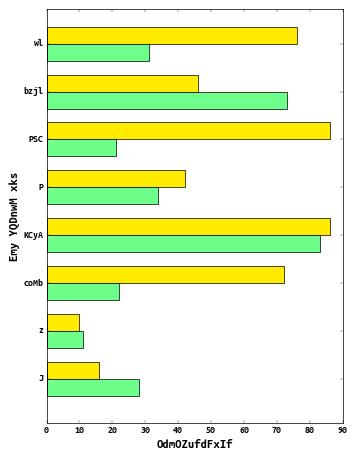 wl
bzjl
PSC
P
KCyA
coMb
z
J
Emy YQDnwM xks
0 10 20 30 40 50 60 70 80 90
OdmOZufdFxIf